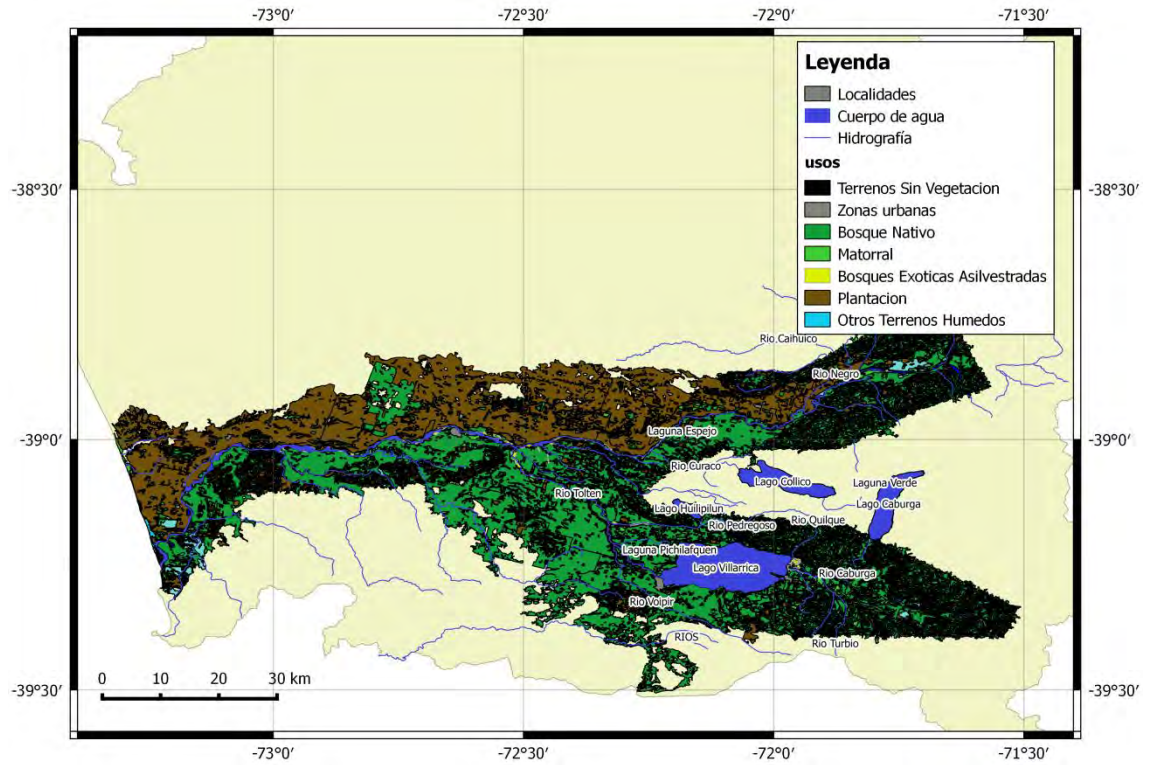 -73°0′ -72°30′ -72°0′ -71°30′
Leyenda
Localidades
Cuerpo de agua
Hidrografía
usos
-38°30′ -38°30′
Terrenos Sin Vegetacion
Zonas urbanas
Bosque Nativo
Matorral
Bosques Exoticas Asilvestradas
Plantacion
Otros Terrenos Humedos
Rio Caihuico
Rio Negro
Laguna Espejo
-39°0′ -39°0′
Rio Curaco
Lago Collico
Laguna Verde
Rio Tolten
Lago Caburga
Lago Huilipilun
Rio Quilque
Rio Pedregoso
Laguna Pichilafquen
Lago Villarrica
Rio Caburga
Rio Volpir
RIOS
Rio Turbio
0 10 20 30 km
-39°30′ -39°30′
-73°0′ -72°30′ -72°0′ -71°30′